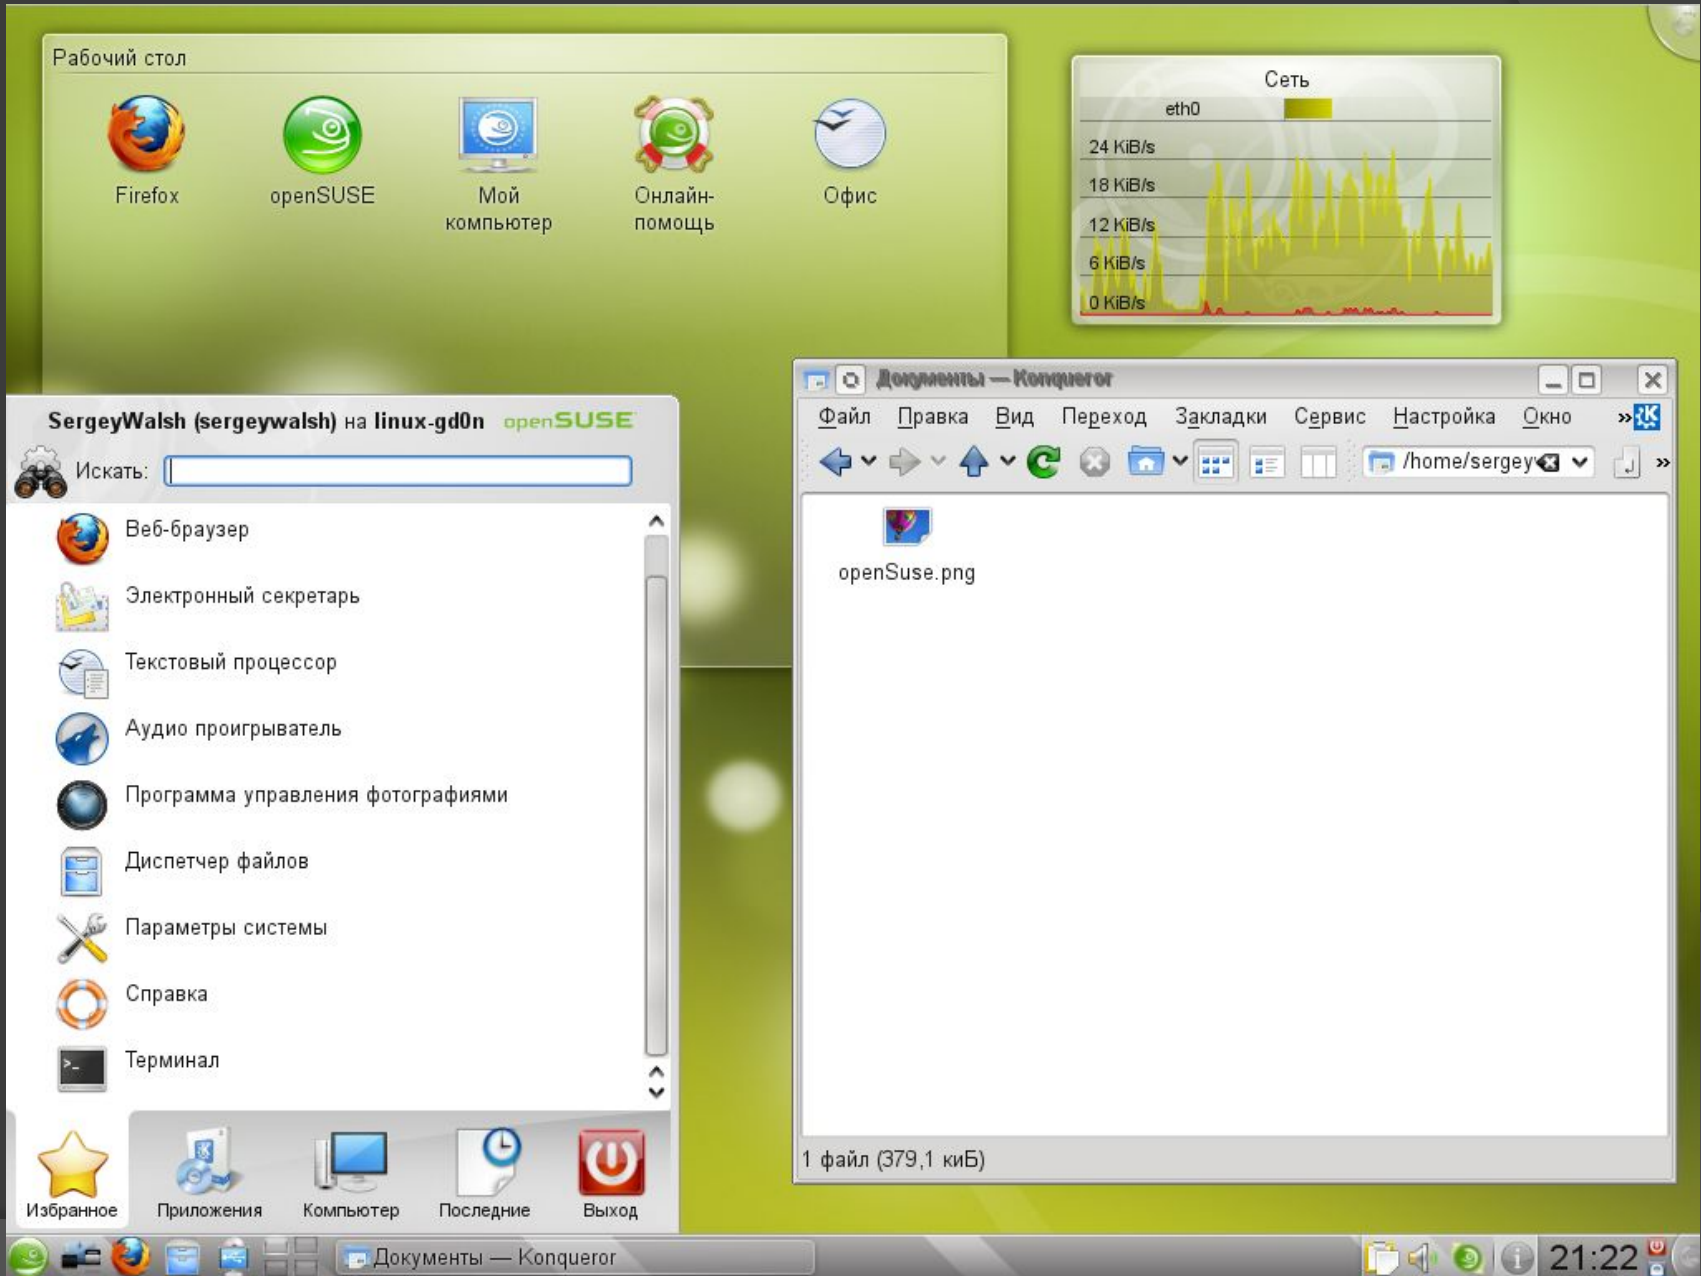 Рабочий стол
Firefox
openSUSE
Мой
компьютер
Онлайн-
помощь
Офис
Сеть
eth0
24 KiB/s
18 KiB/s
12 KiB/s
6 KiB/s
0 KiB/s
SergeyWalsh (sergeywalsh) на linux-gd0n openSUSE
Искать:
Веб-браузер
Электронный секретарь
Текстовый процессор
Аудио проигрыватель
Программа управления фотографиями
Диспетчер файлов
Параметры системы
Справка
Терминал
Избранное
Приложения
Компьютер
Последние
Выход
Документы — Konqueror
Файл Правка Вид Переход Закладки Сервис Настройка Окно »
/home/sergey »
openSuse.png
1 файл (379,1 киБ)
Документы — Konqueror
21:22